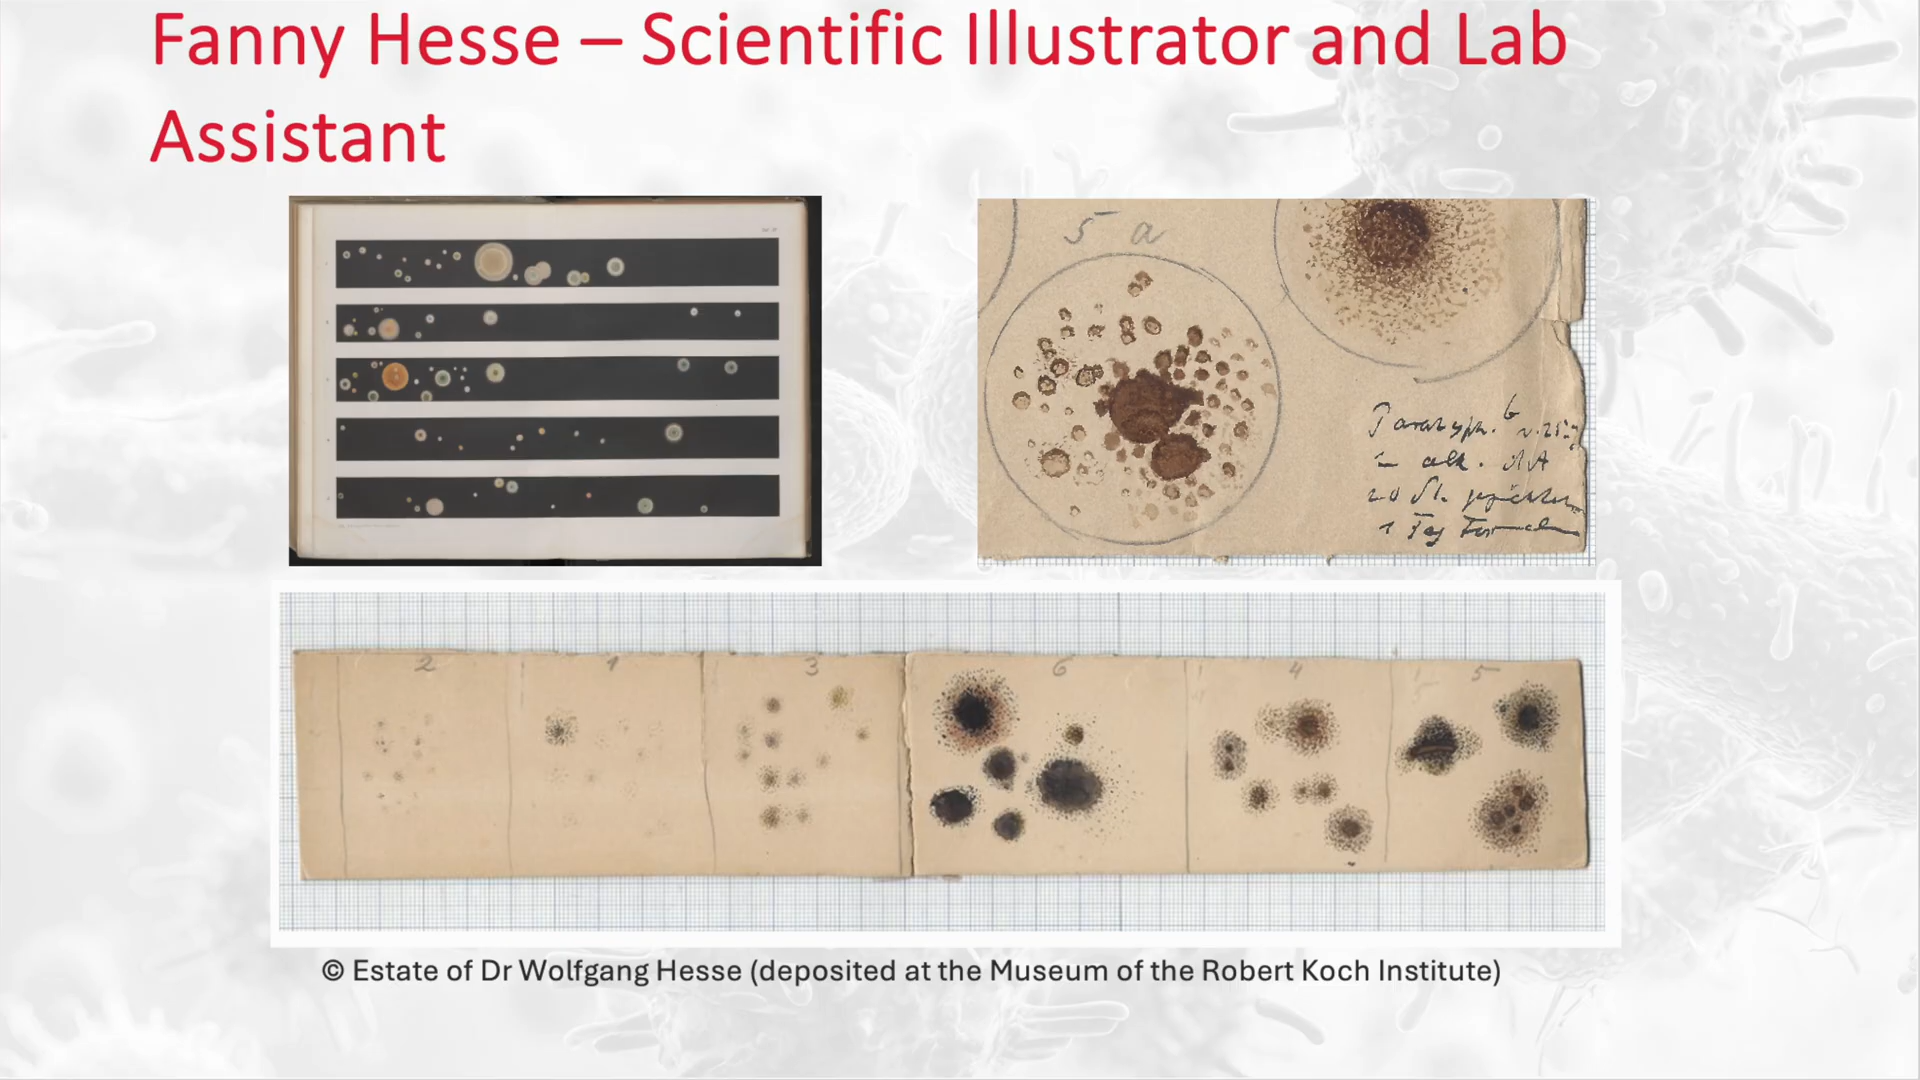 Fanny Hesse – Scientific Illustrator and Lab
Assistant
5 a
2 1 3 6 4 5
© Estate of Dr Wolfgang Hesse (deposited at the Museum of the Robert Koch Institute)